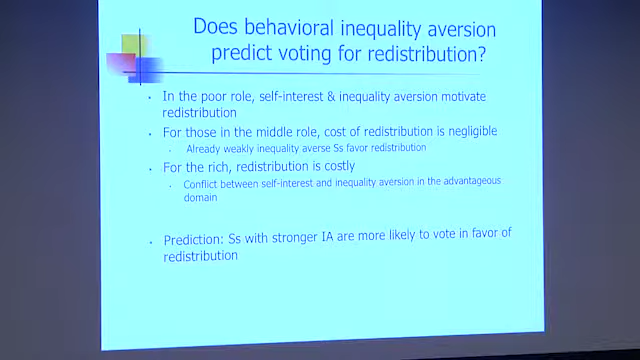 Does behavioral inequality aversion
predict voting for redistribution?
In the poor role, self-interest & inequality aversion motivate
redistribution
For those in the middle role, cost of redistribution is negligible
Already weakly inequality averse Ss favor redistribution
For the rich, redistribution is costly
Conflict between self-interest and inequality aversion in the advantageous
domain
Prediction: Ss with stronger IA are more likely to vote in favor of
redistribution